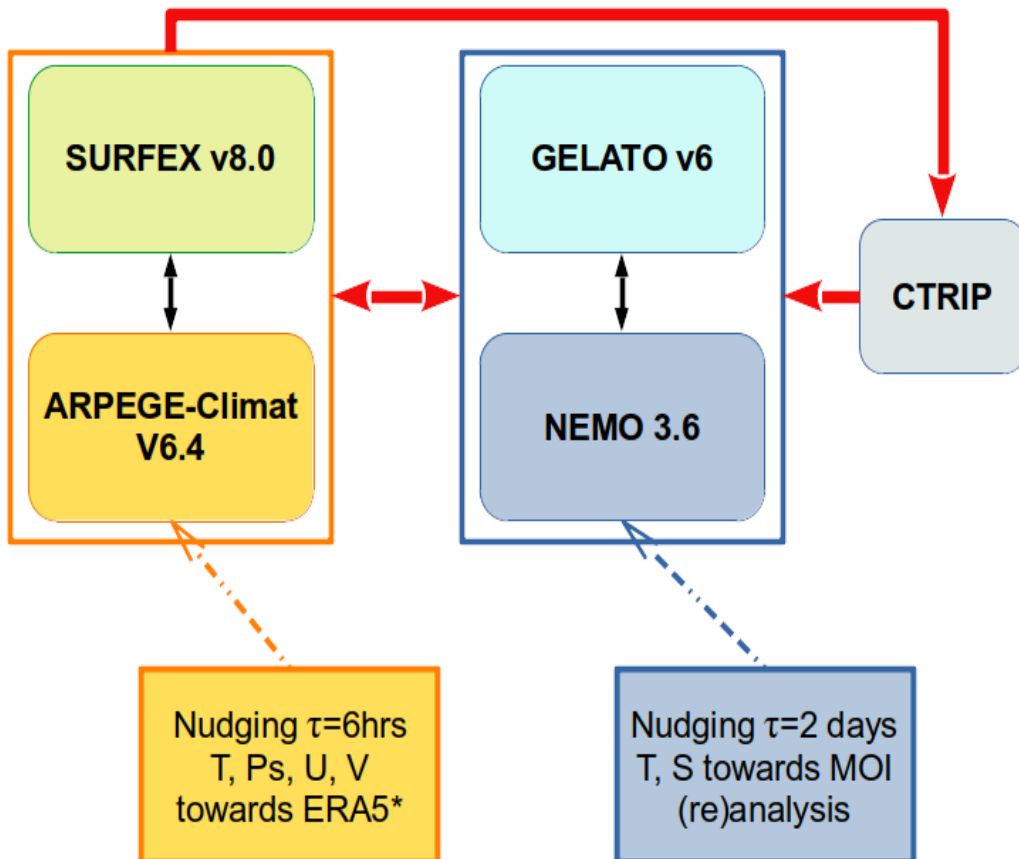 SURFEX v8.0
GELATO v6
CTRIP
ARPEGE-Climat
V6.4
NEMO 3.6
Nudging τ=6hrs
T, Ps, U, V
towards ERA5*
Nudging τ=2 days
T, S towards MOI
(re)analysis